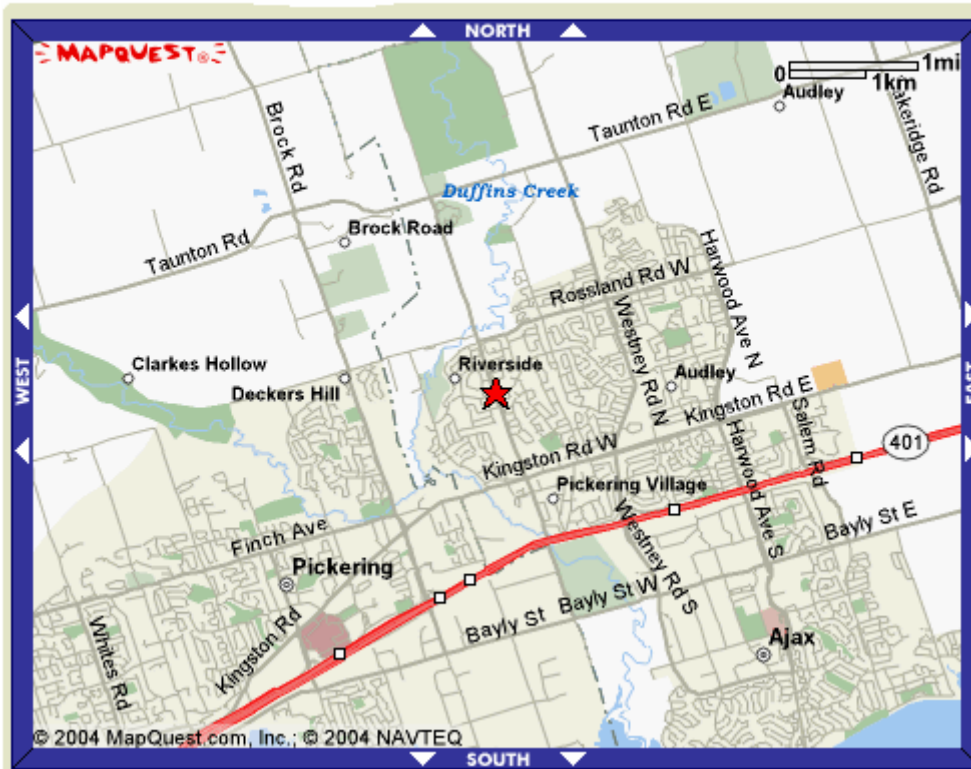 NORTH
MAPQUEST®
0 1mi
1km
Audley
Lakeridge Rd
Taunton Rd E
Brock Rd
Duffins Creek
Brock Road
Taunton Rd
Harwood Ave N
Rossland Rd W
Westney Rd N
WEST
EAST
Clarkes Hollow
Deckers Hill
Riverside
Audley
Kingston Rd E
Salem Rd
Kingston Rd W
401
Harwood Ave S
Pickering Village
Westney Rd S
Finch Ave
Bayly St E
Pickering
Bayly St W
Bayly St
Kingston Rd
Whites Rd
Ajax
© 2004 MapQuest.com, Inc.; © 2004 NAVTEQ
SOUTH